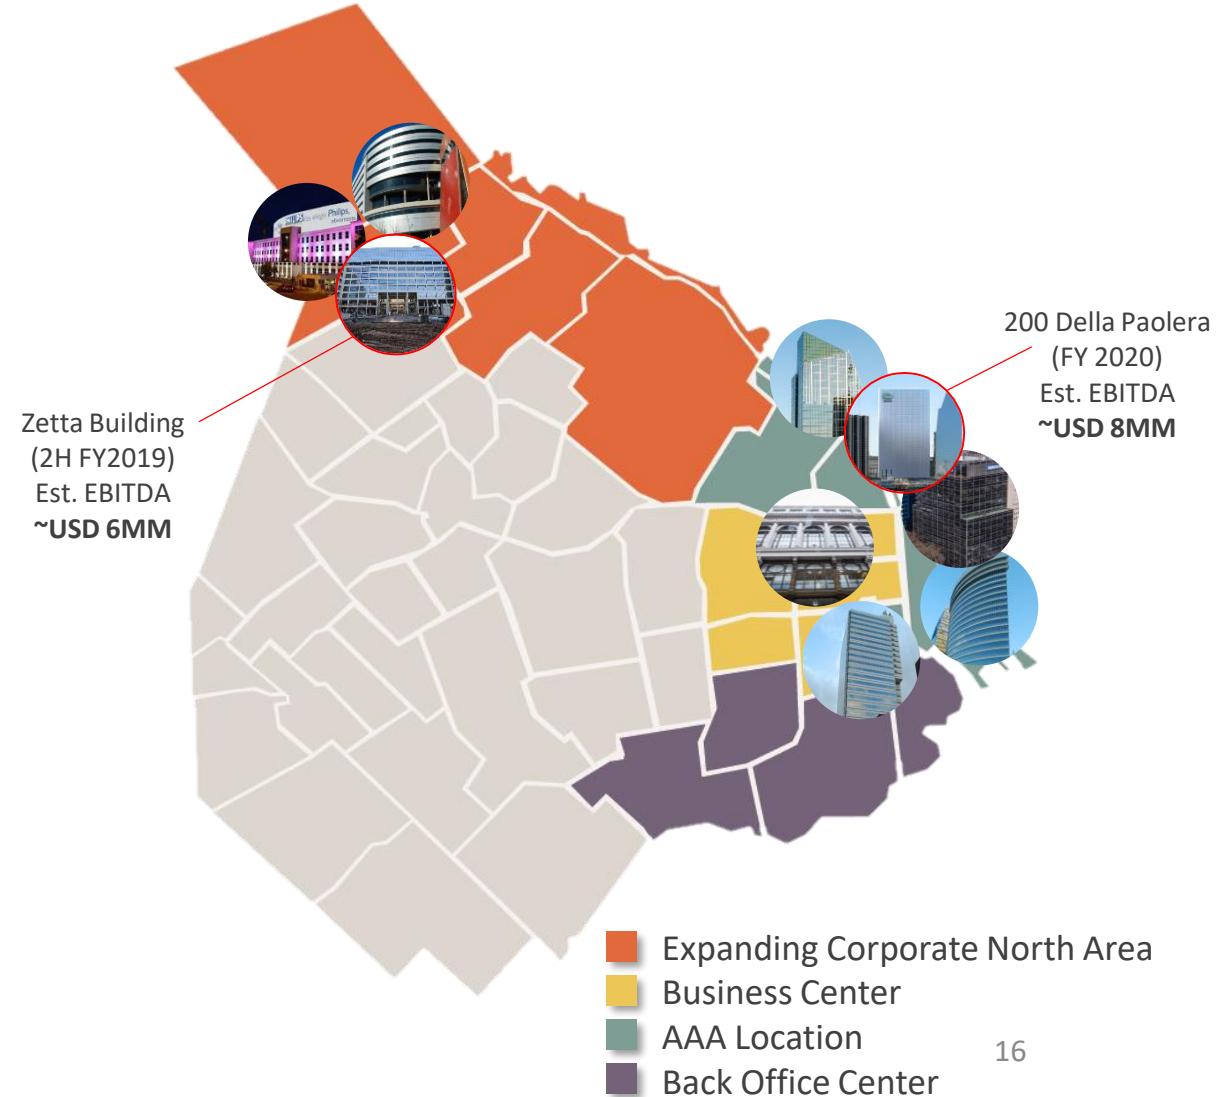 Philips
200 Della Paolera
(FY 2020)
Est. EBITDA
~USD 8MM
Zetta Building
(2H FY2019)
Est. EBITDA
~USD 6MM
Expanding Corporate North Area
Business Center
AAA Location
16
Back Office Center